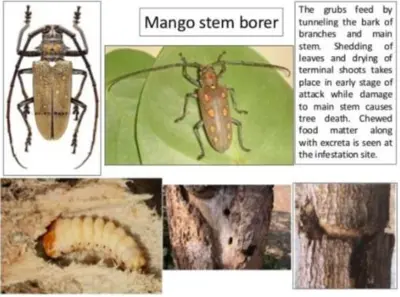 Mango stem borer
The grubs feed by
tunneling the bark of
branches and main
stem. Shedding of
leaves and drying of
terminal shoots takes
place in early stage of
attack while damage
to main stem causes
tree death. Chewed
food matter along
with excreta is seen at
the infestation site.